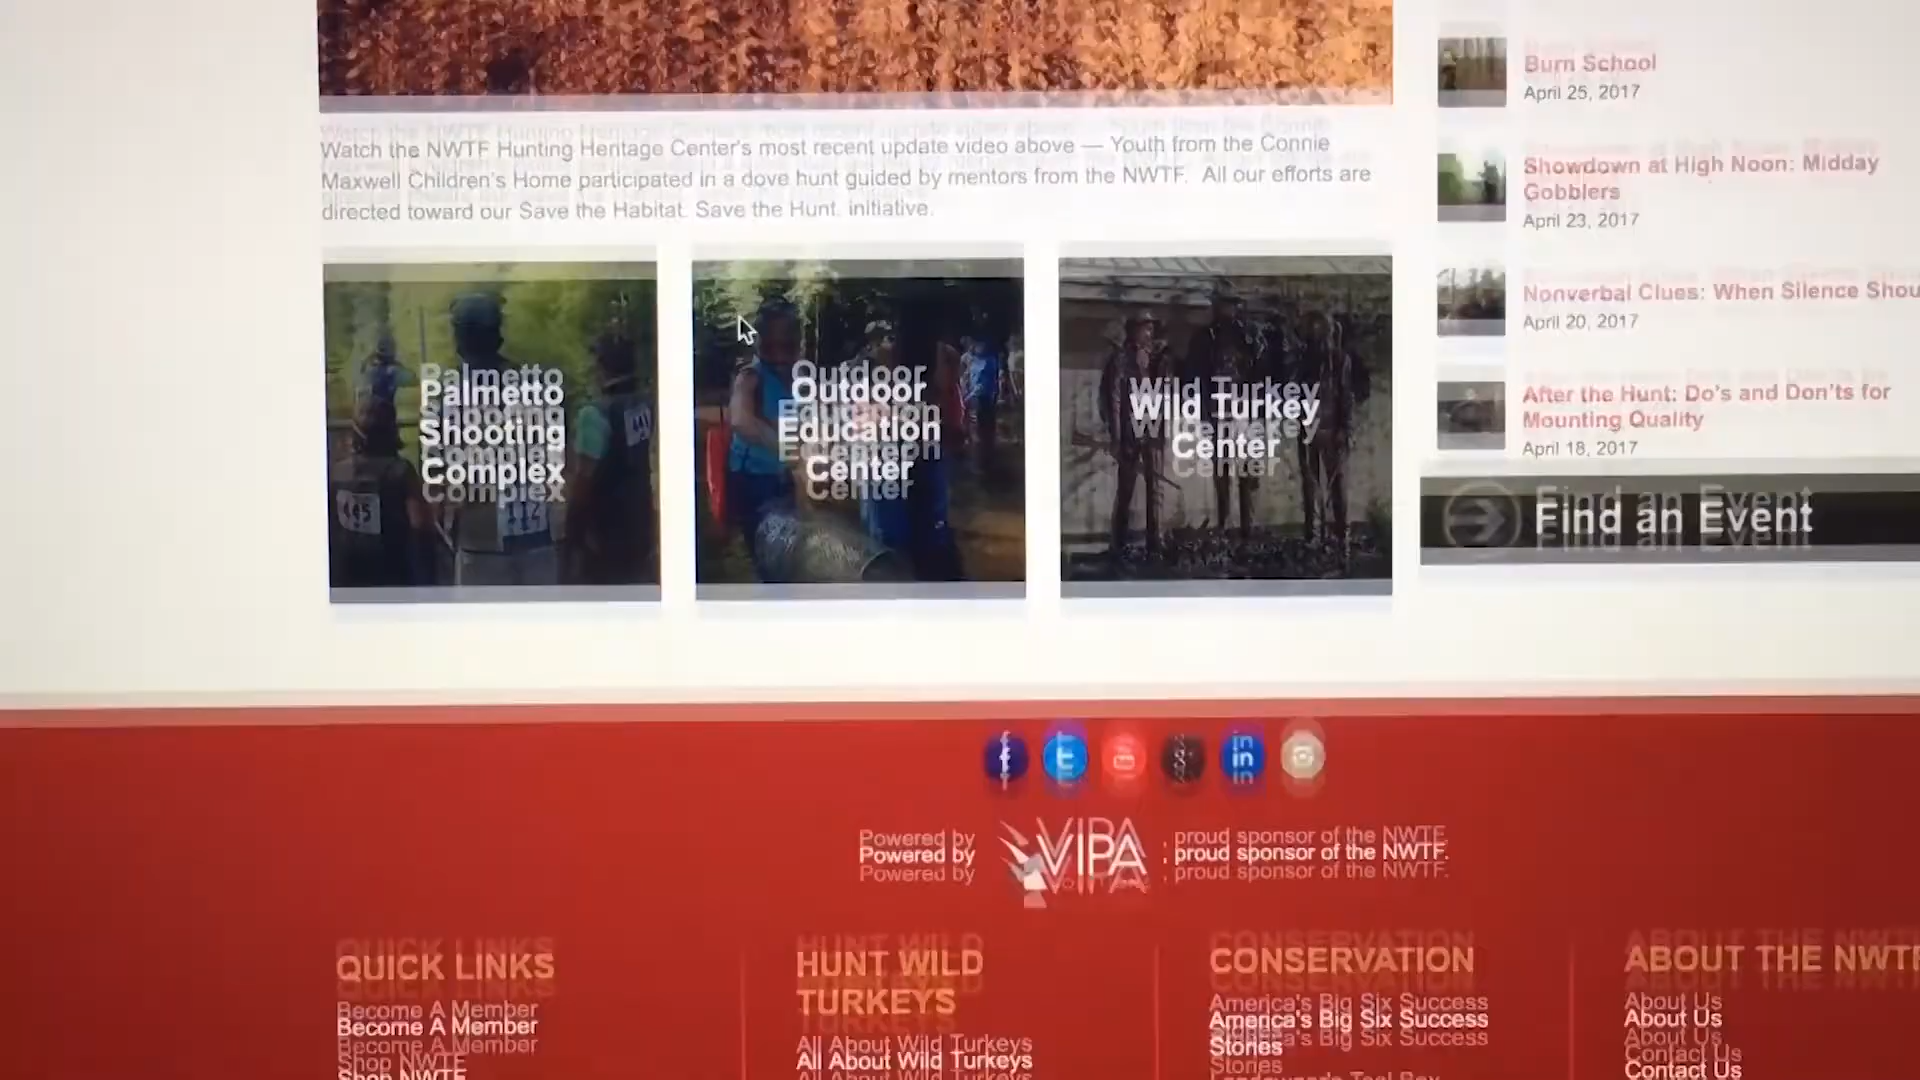 Watch the NWTF Hunting Heritage Center's most recent update video above — Youth from the Connie
Maxwell Children's Home participated in a dove hunt guided by mentors from the NWTF. All our efforts are
directed toward our Save the Habitat. Save the Hunt. initiative.
Palmetto
Shooting
Complex
445
112
Outdoor
Education
Center
Wild Turkey
Center
Burn School
April 25, 2017
Showdown at High Noon: Midday
Gobblers
April 23, 2017
Nonverbal Clues: When Silence Shou
April 20, 2017
After the Hunt: Do's and Don'ts for
Mounting Quality
April 18, 2017
Find an Event
Powered by VIPA, proud sponsor of the NWTF.
QUICK LINKS
Become A Member
Shop NWTF
HUNT WILD
TURKEYS
All About Wild Turkeys
CONSERVATION
America's Big Six Success
Stories
ABOUT THE NWTF
About Us
Contact Us